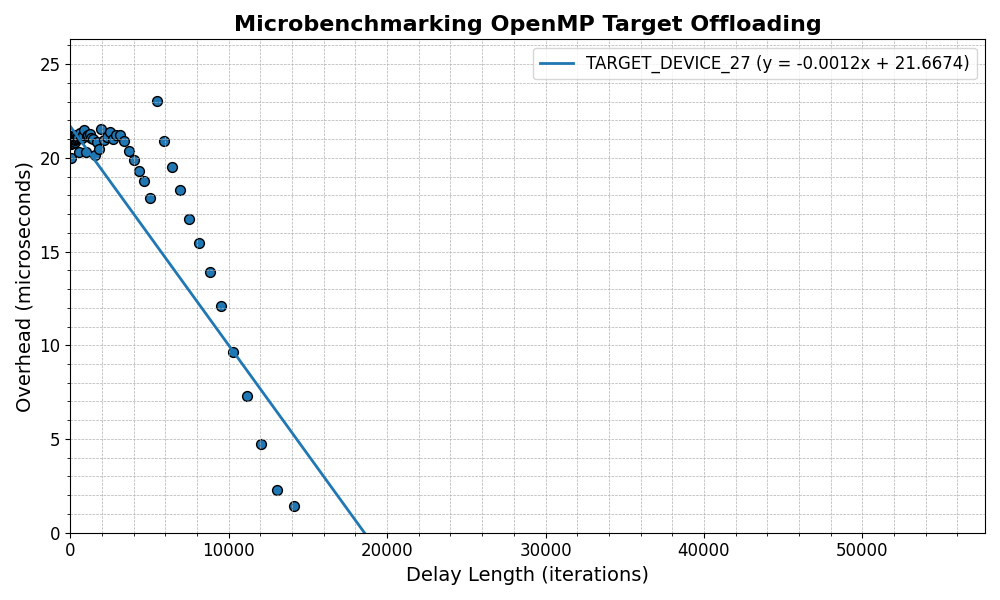 Microbenchmarking OpenMP Target Offloading
TARGET_DEVICE_27 (y = -0.0012x + 21.6674)
Overhead (microseconds)
25
20
15
10
5
0
0 10000 20000 30000 40000 50000
Delay Length (iterations)